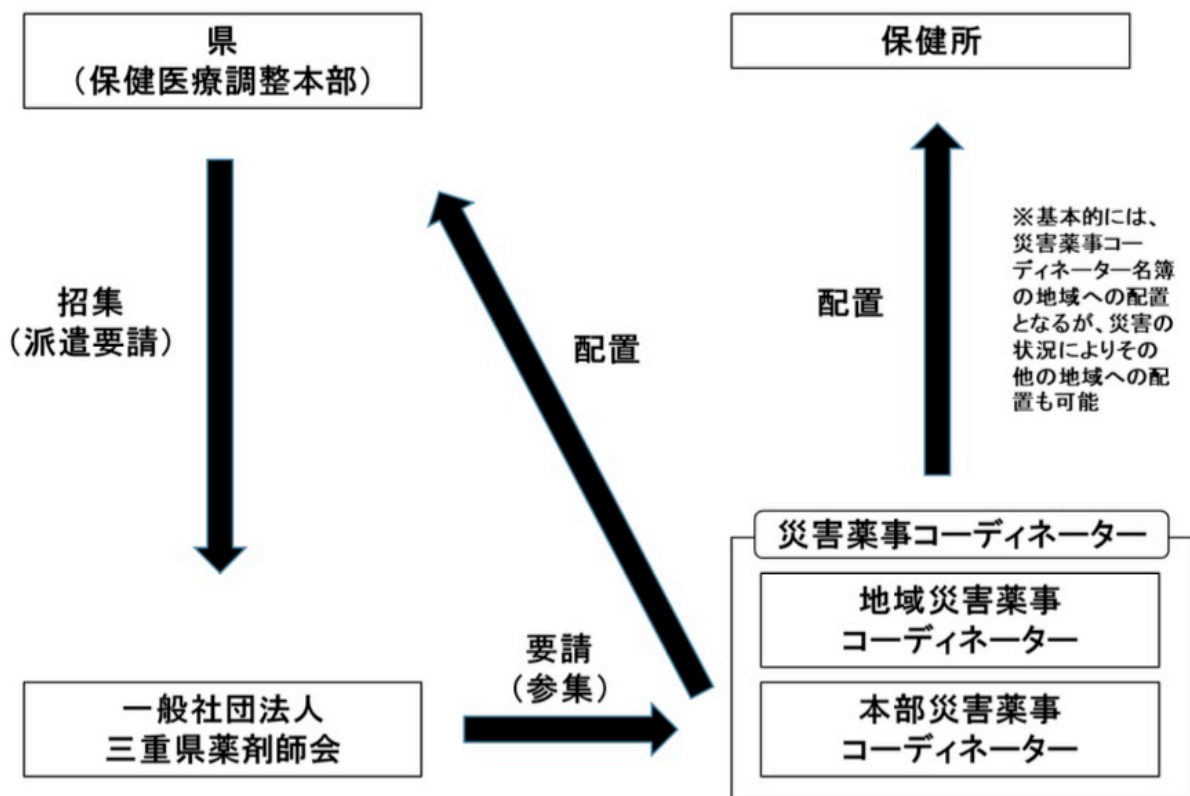 県
（保健医療調整本部）
保健所
招集
（派遣要請）
配置
配置
※基本的には、
災害薬事コー
ディネーター名簿
の地域への配置
となるが、災害の
状況によりその
他の地域への配
置も可能
災害薬事コーディネーター
地域災害薬事
コーディネーター
要請
（参集）
一般社団法人
三重県薬剤師会
本部災害薬事
コーディネーター